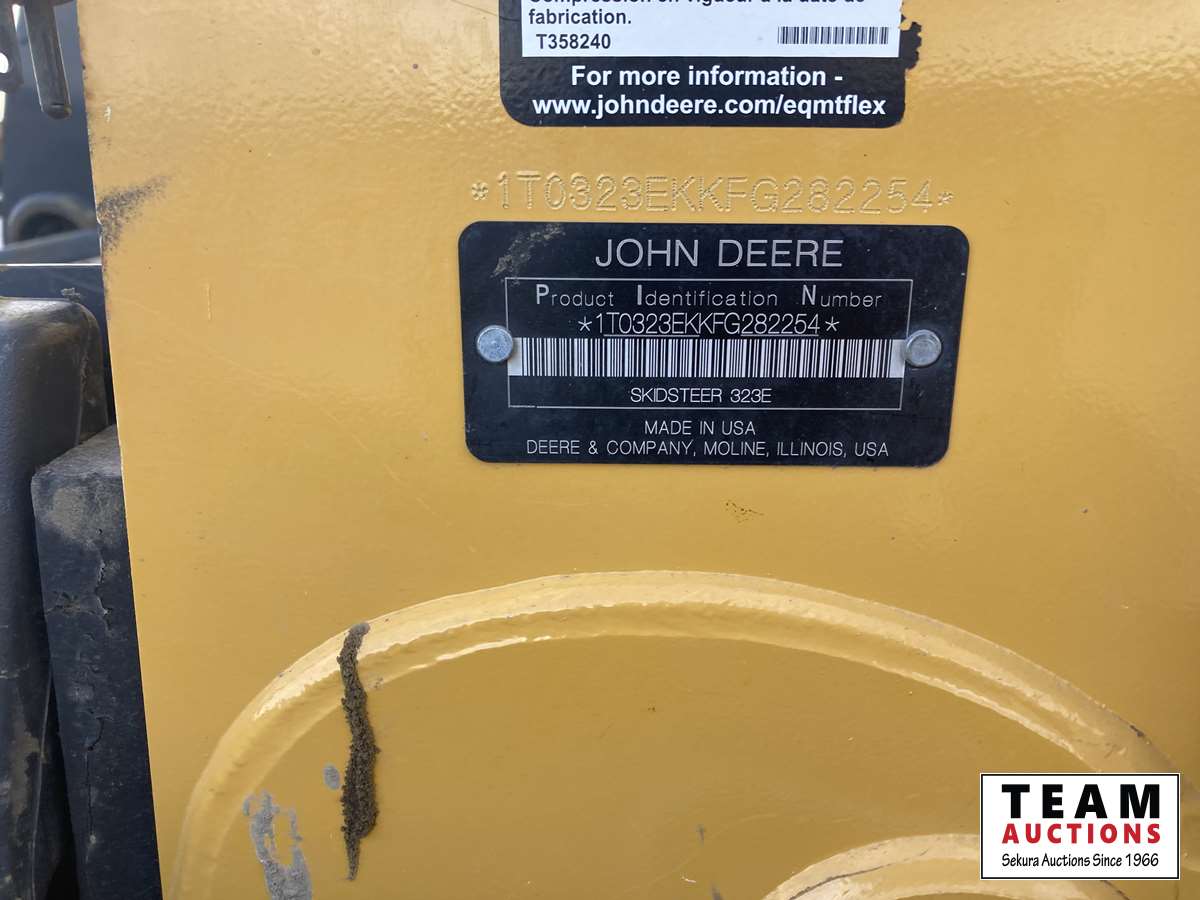 fabrication.
T358240
For more information -
www.johndeere.com/eqmtflex
*1T0323EKKFG282254*
JOHN DEERE
Product Identification Number
*1T0323EKKFG282254*
SKIDSTEER 323E
MADE IN USA
DEERE & COMPANY, MOLINE, ILLINOIS, USA
TEAM
AUCTIONS
Sekura Auctions Since 1966